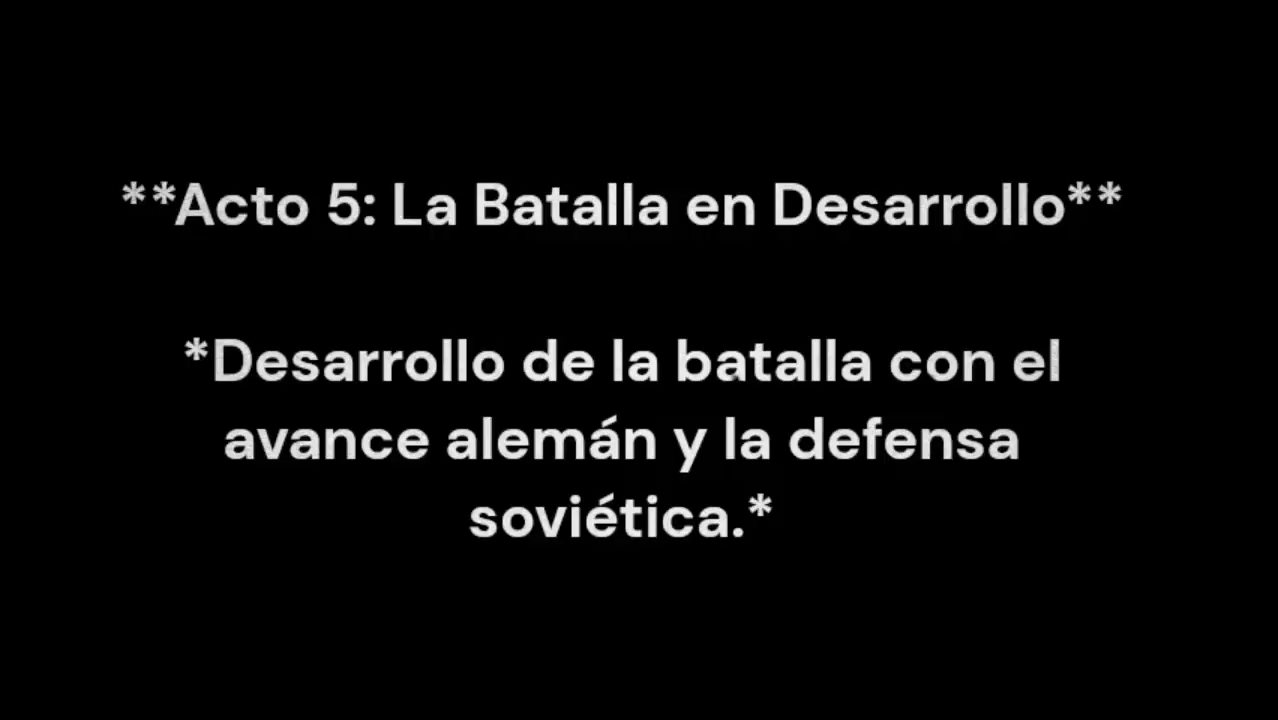 **Acto 5: La Batalla en Desarrollo**
*Desarrollo de la batalla con el
avance alemán y la defensa
soviética.*